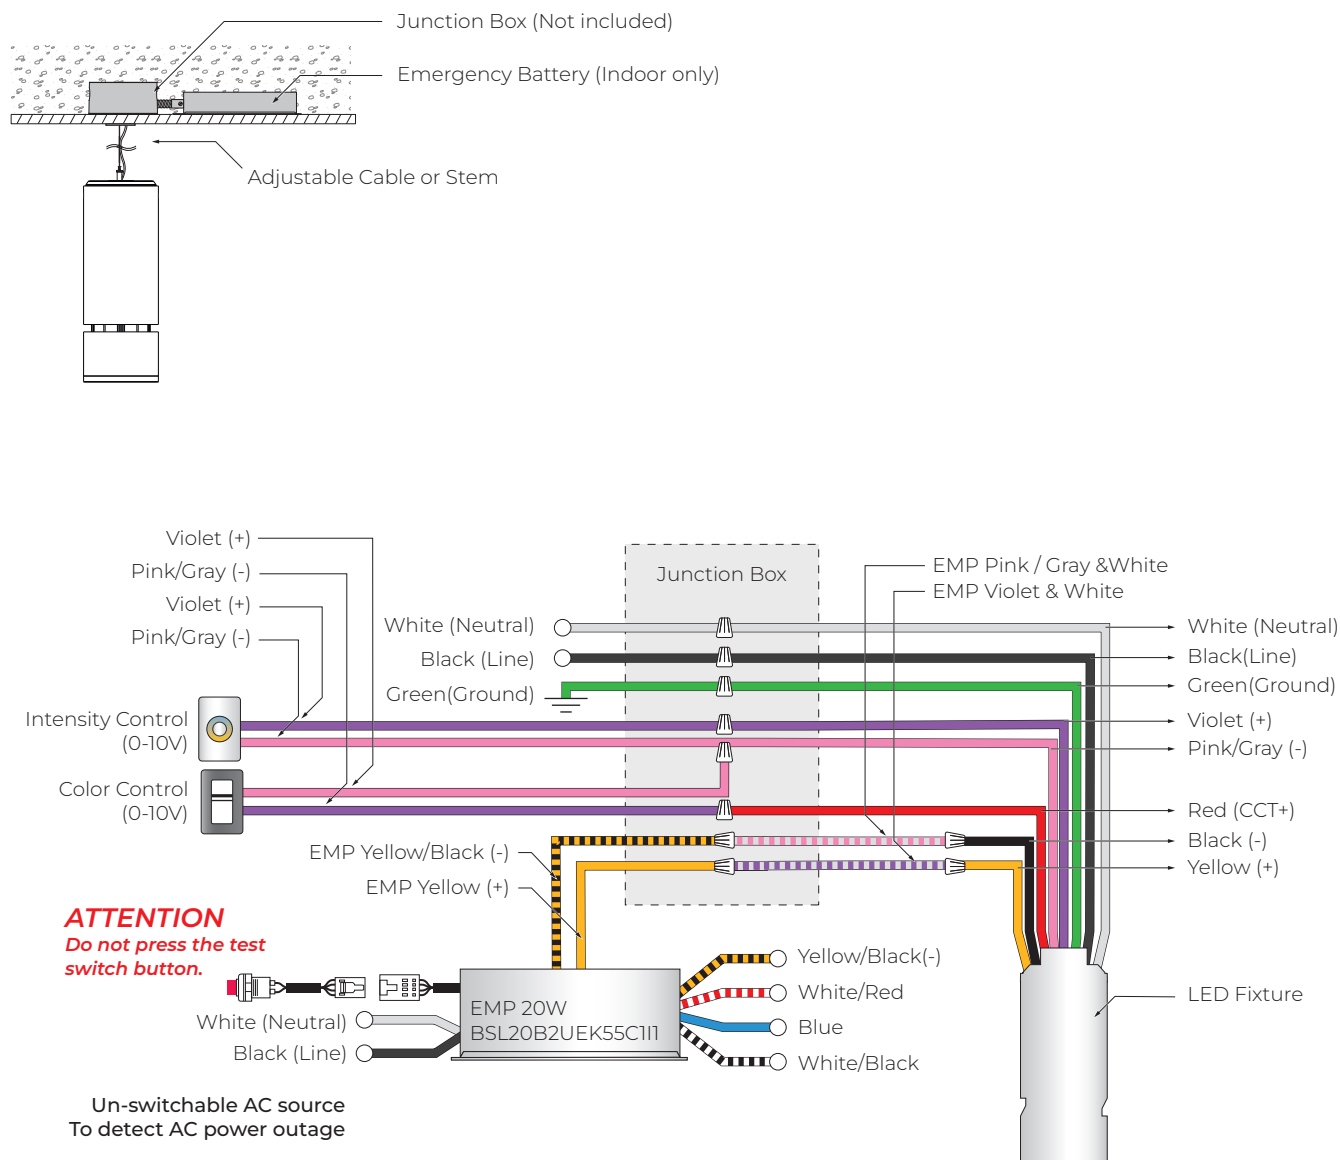 Junction Box (Not included)
Emergency Battery (Indoor only)
Adjustable Cable or Stem
Violet (+)
Pink/Gray (-)
Violet (+)
Pink/Gray (-)
Junction Box
EMP Pink / Gray &White
EMP Violet & White
White (Neutral)
Black (Line)
Green(Ground)
White (Neutral)
Black(Line)
Green(Ground)
Violet (+)
Pink/Gray (-)
Red (CCT+)
Black (-)
Yellow (+)
Intensity Control
(0-10V)
Color Control
(0-10V)
EMP Yellow/Black (-)
EMP Yellow (+)
ATTENTION
Do not press the test
switch button.
White (Neutral)
Black (Line)
EMP 20W
BSL20B2UEK55C1I1
Yellow/Black(-)
White/Red
Blue
White/Black
LED Fixture
Un-switchable AC source
To detect AC power outage